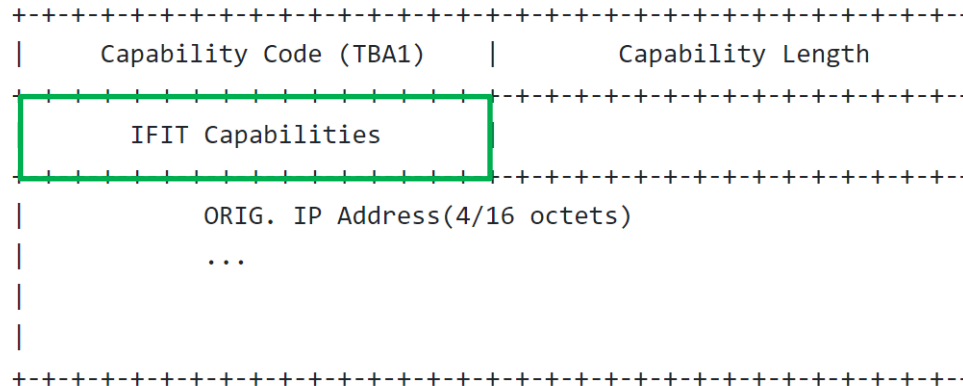 +-+-+-+-+-+-+-+-+-+-+-+-+-+-+-+-+-+-+-+-+-+-+-+-+-+-+-+-+-+-+-+-
| Capability Code (TBA1) | Capability Length
+-+-+-+-+-+-+-+-+-+-+-+-+-+-+-+-+-+-+-+-+-+-+-+-+-+-+-+-+-+-+-+-
IFIT Capabilities |
+-+-+-+-+-+-+-+-+-+-+-+-+-+-+-+-+-+-+-+-+-+-+-+-+-+-+-+-+-+-+-+-
| ORIG. IP Address(4/16 octets)
| ...
|
|
+-+-+-+-+-+-+-+-+-+-+-+-+-+-+-+-+-+-+-+-+-+-+-+-+-+-+-+-+-+-+-+-